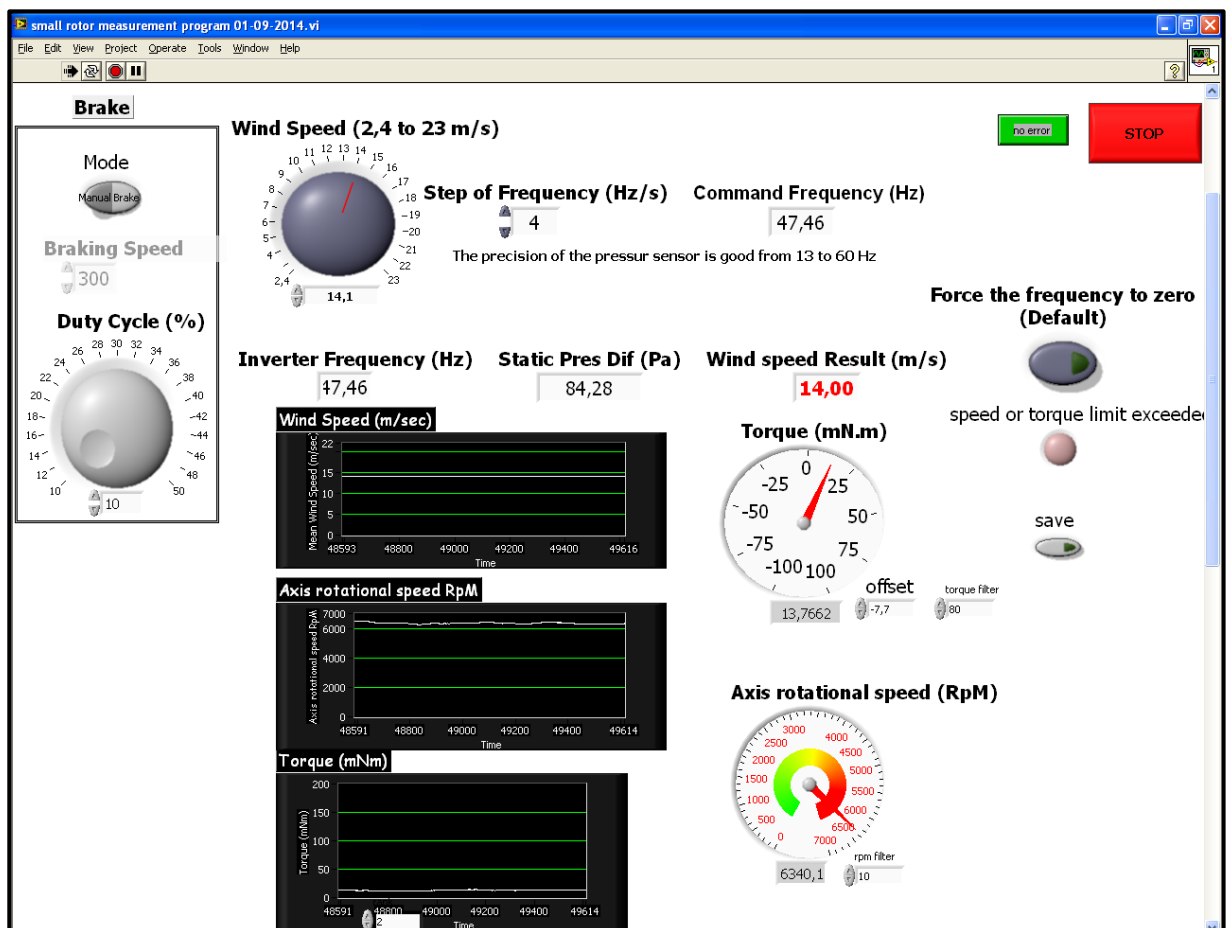 small rotor measurement program 01-09-2014.vi
File Edit View Project Operate Tools Window Help
1
Brake
Mode
Manual Brake
Braking Speed
300
Duty Cycle (%)
10 12 14 16 18 20 22 24 26 28 30 32 34 36 38 40 42 44 46 48 50
10
Wind Speed (2,4 to 23 m/s)
2,4 4 5 6 7 8 9 10 11 12 13 14 15 16 17 18 19 20 21 22 23
14,1
Step of Frequency (Hz/s)
4
Command Frequency (Hz)
47,46
The precision of the pressur sensor is good from 13 to 60 Hz
no error
STOP
Force the frequency to zero
(Default)
speed or torque limit exceeded
save
Inverter Frequency (Hz)
47,46
Static Pres Dif (Pa)
84,28
Wind speed Result (m/s)
14,00
Wind Speed (m/sec)
Mean Wind Speed (m/sec)
22
15
10
5
0
48593 48800 49000 49200 49400 49616
Time
Axis rotational speed RpM
Axis rotational speed RpM
7000
6000
4000
2000
0
48591 48800 49000 49200 49400 49614
Time
Torque (mNm)
Torque (mNm)
200
150
100
50
0
48591 48800 49000 49200 49400 49614
2
Time
Torque (mN.m)
-100 -75 -50 -25 0 25 50 75 100
13,7662
offset
-7,7
torque filter
80
Axis rotational speed (RpM)
0 500 1000 1500 2000 2500 3000 4000 4500 5000 5500 6000 6500 7000
6340,1
rpm filter
10